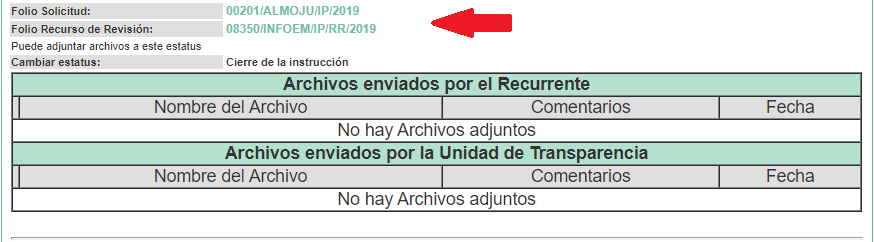 Folio Solicitud: 00201/ALMOJU/IP/2019
Folio Recurso de Revisión: 08350/INFOEM/IP/RR/2019
Puede adjuntar archivos a este estatus
Cambiar estatus: Cierre de la instrucción
Archivos enviados por el Recurrente
Nombre del Archivo Comentarios Fecha
No hay Archivos adjuntos
Archivos enviados por la Unidad de Transparencia
Nombre del Archivo Comentarios Fecha
No hay Archivos adjuntos